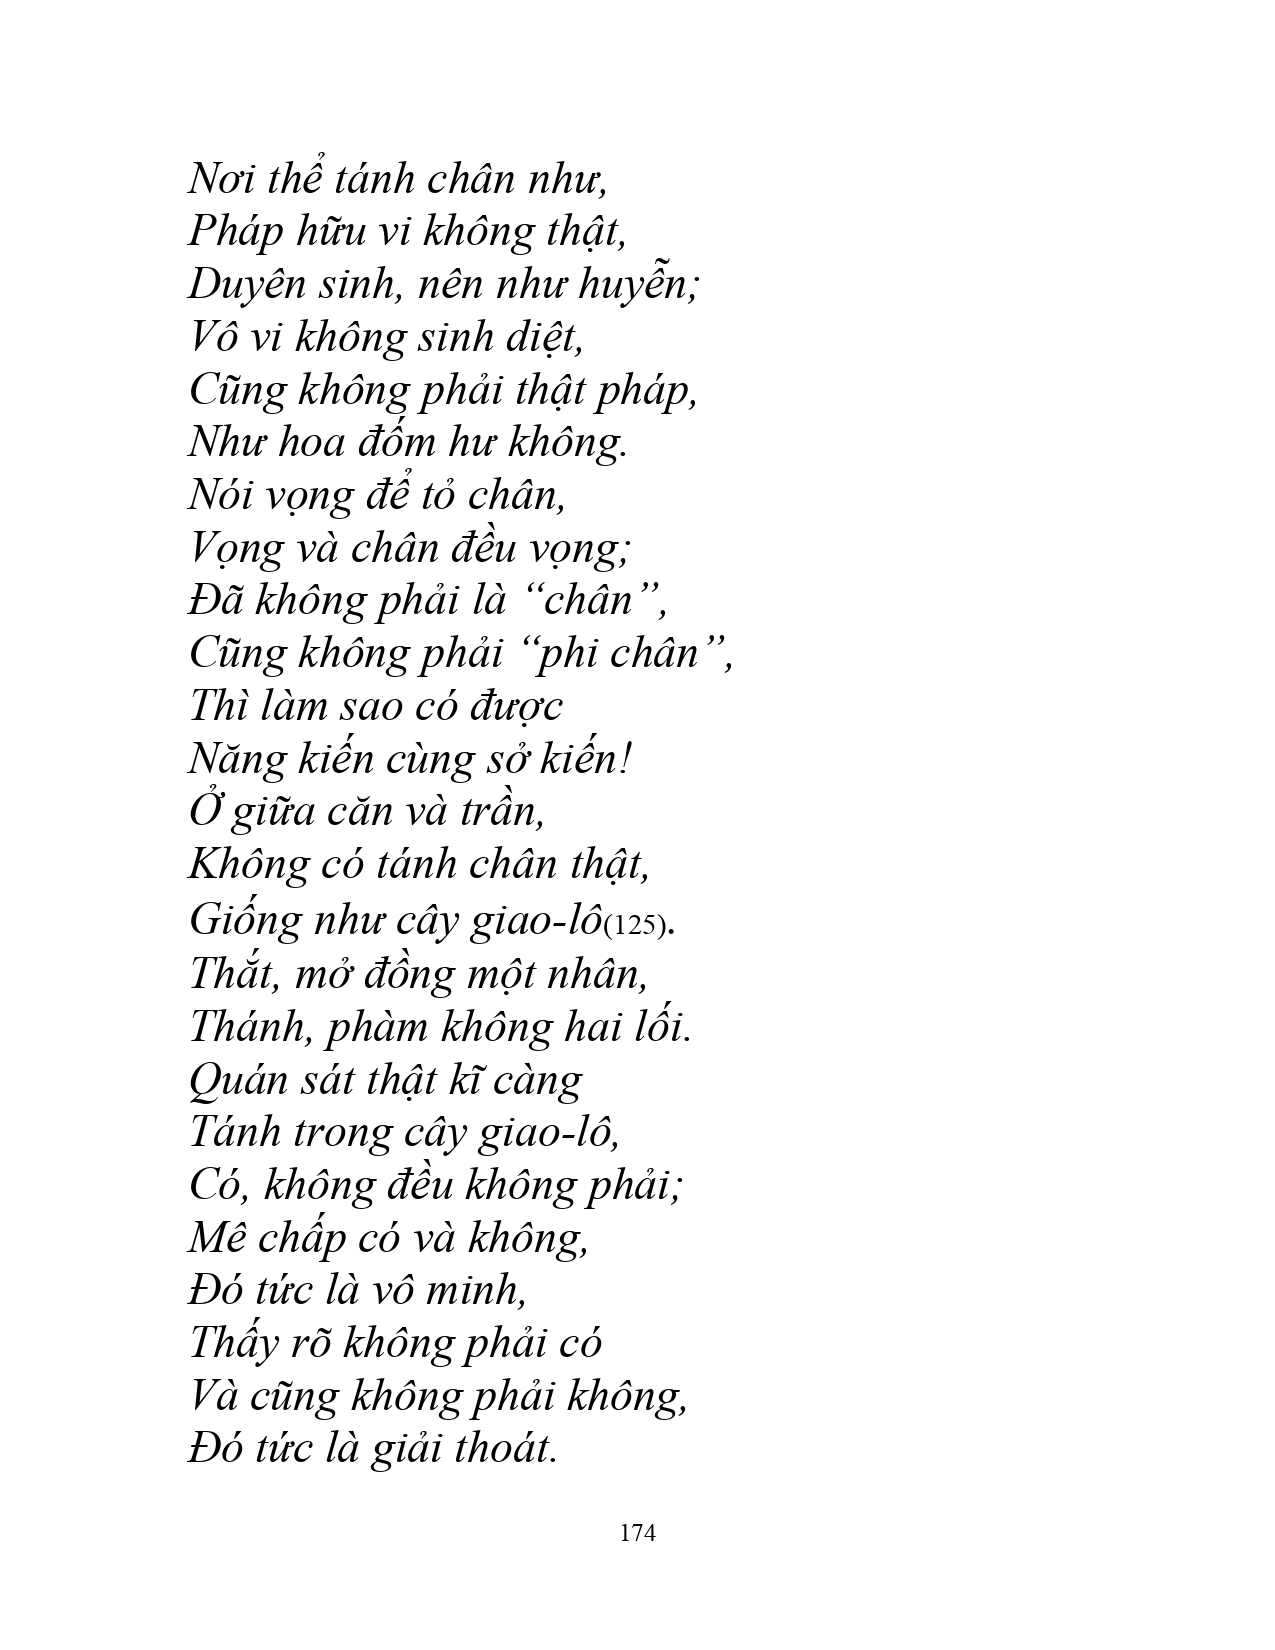 Nơi thể tánh chân như,
Pháp hữu vi không thật,
Duyên sinh, nên như huyễn;
Vô vi không sinh diệt,
Cũng không phải thật pháp,
Như hoa đốm hư không.
Nói vọng để tỏ chân,
Vọng và chân đều vọng;
Đã không phải là “chân”,
Cũng không phải “phi chân”,
Thì làm sao có được
Năng kiến cùng sở kiến!
Ở giữa căn và trần,
Không có tánh chân thật,
Giống như cây giao-lô(125).
Thắt, mở đồng một nhân,
Thánh, phàm không hai lối.
Quán sát thật kĩ càng
Tánh trong cây giao-lô,
Có, không đều không phải;
Mê chấp có và không,
Đó tức là vô minh,
Thấy rõ không phải có
Và cũng không phải không,
Đó tức là giải thoát.
174